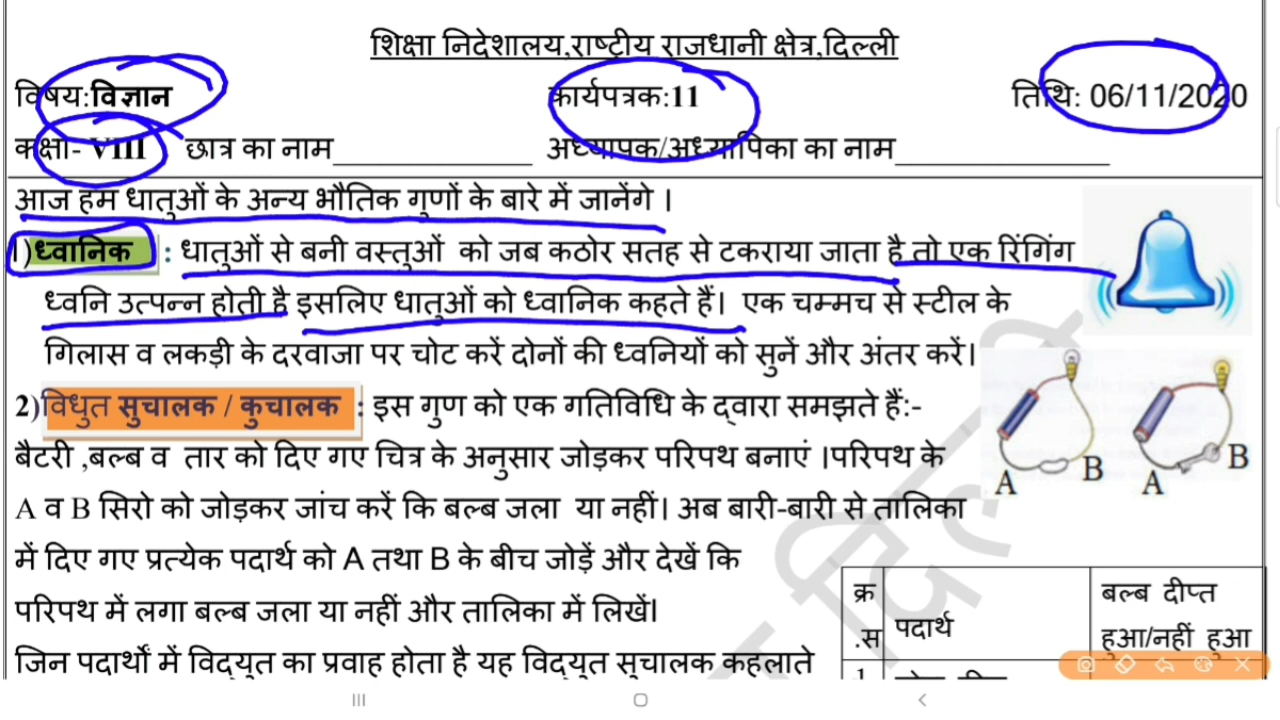 शिक्षा निदेशालय,राष्ट्रीय राजधानी क्षेत्र,दिल्ली
विषय:विज्ञान कार्यपत्रक:11 तिथि: 06/11/2020
कक्षा- VIII छात्र का नाम______________ अध्यापक/अध्यापिका का नाम______________
आज हम धातुओं के अन्य भौतिक गुणों के बारे में जानेंगे ।
1)ध्वानिक : धातुओं से बनी वस्तुओं को जब कठोर सतह से टकराया जाता है तो एक रिंगिंग
ध्वनि उत्पन्न होती है इसलिए धातुओं को ध्वानिक कहते हैं। एक चम्मच से स्टील के
गिलास व लकड़ी के दरवाजा पर चोट करें दोनों की ध्वनियों को सुनें और अंतर करें।
2)विधुत सुचालक / कुचालक : इस गुण को एक गतिविधि के द्वारा समझते हैं:-
बैटरी ,बल्ब व तार को दिए गए चित्र के अनुसार जोड़कर परिपथ बनाएं ।परिपथ के
A B A B
A व B सिरो को जोड़कर जांच करें कि बल्ब जला या नहीं। अब बारी-बारी से तालिका
में दिए गए प्रत्येक पदार्थ को A तथा B के बीच जोड़ें और देखें कि
परिपथ में लगा बल्ब जला या नहीं और तालिका में लिखें।
जिन पदार्थों में विद्युत का प्रवाह होता है यह विद्युत सुचालक कहलाते
क्र .स पदार्थ बल्ब दीप्त
हुआ/नहीं हुआ